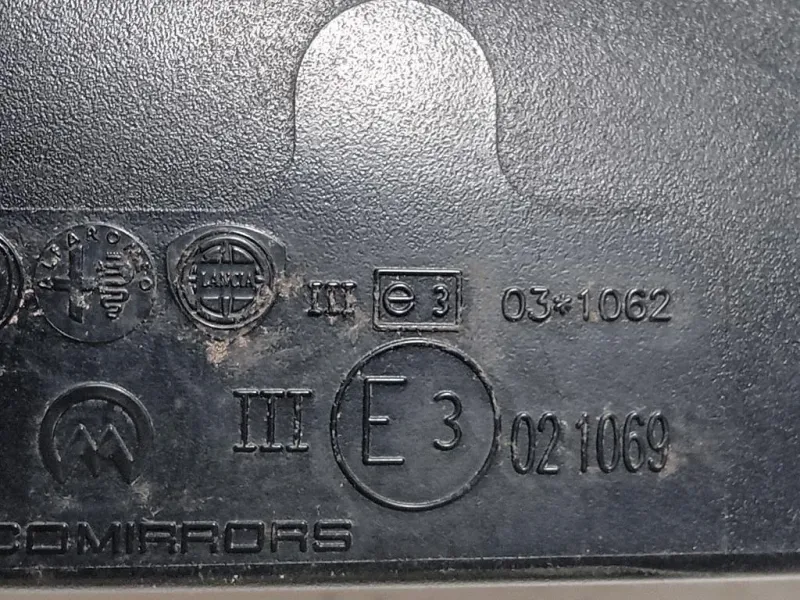 ALFA ROMEO
LANCIA
III e 3 03*1062
III E 3 021069
COMIRRORS